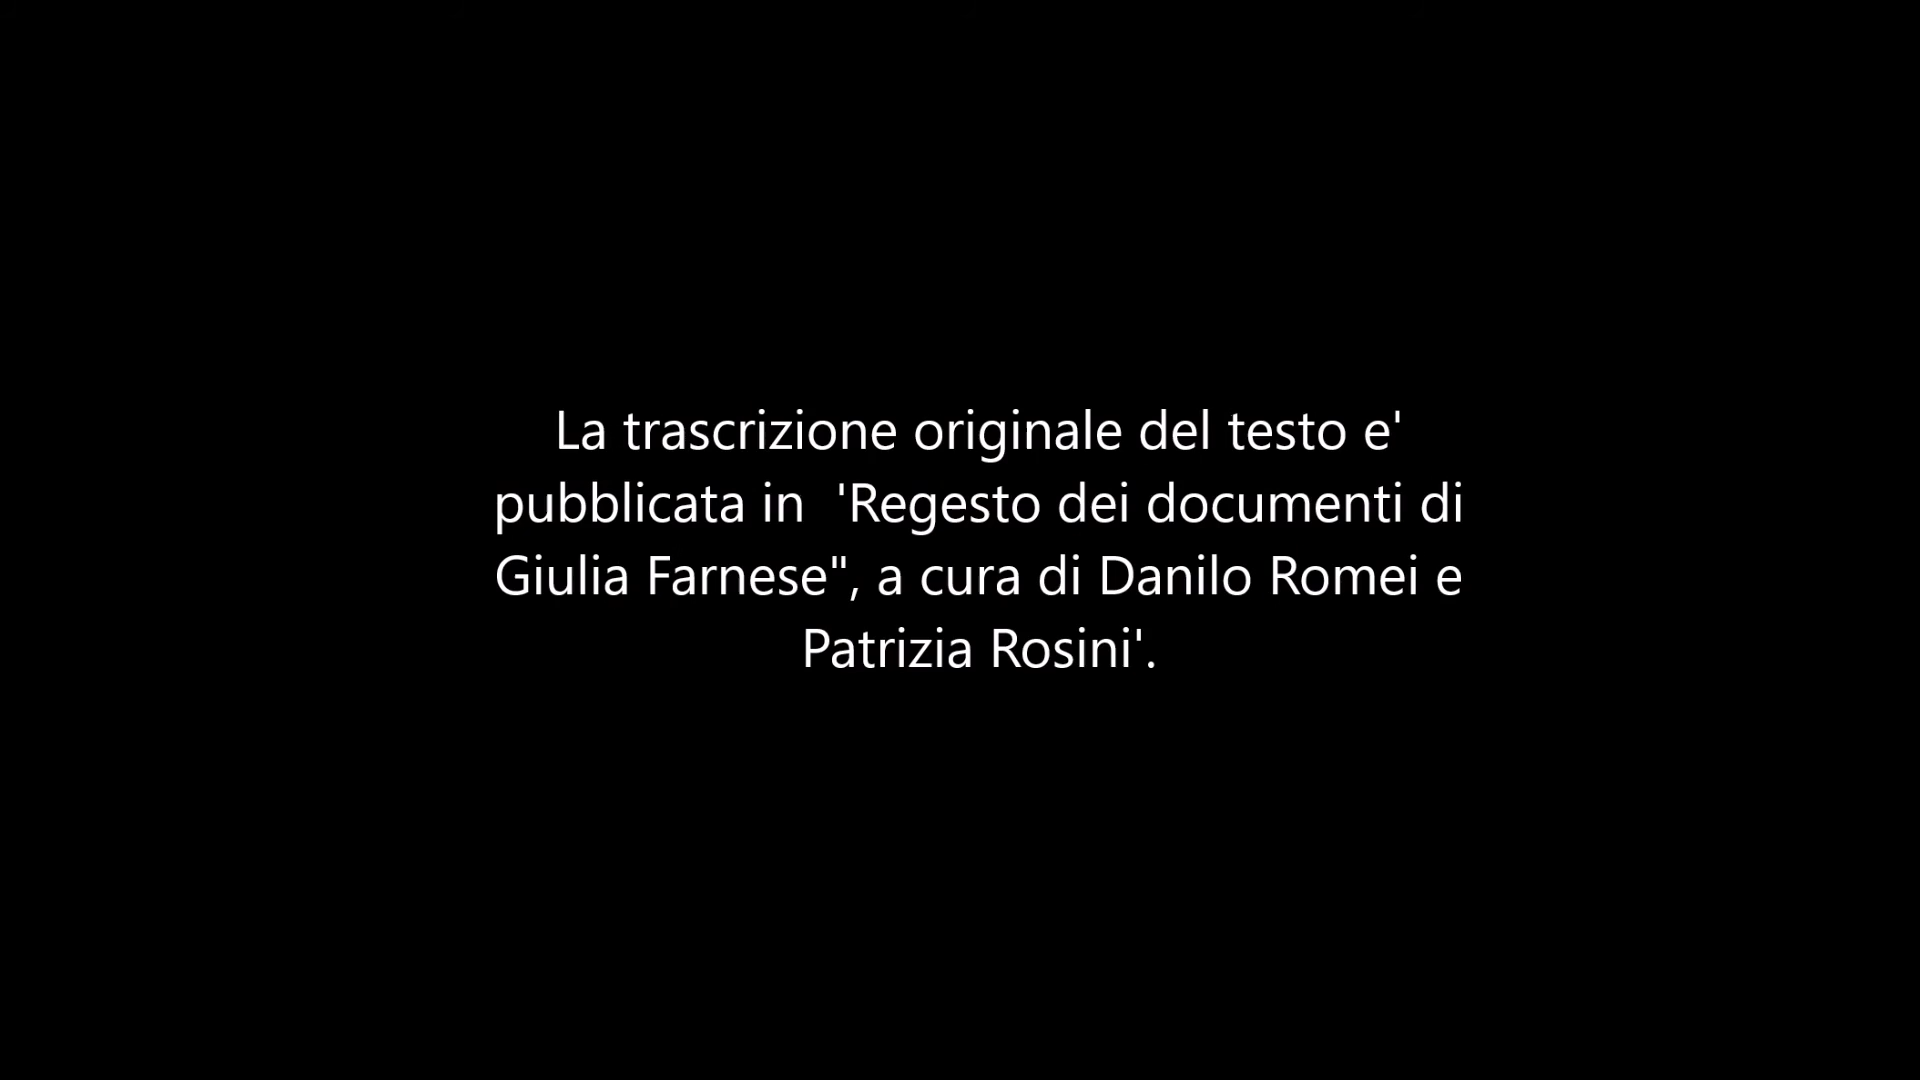 La trascrizione originale del testo e'
pubblicata in  'Regesto dei documenti di
Giulia Farnese", a cura di Danilo Romei e
Patrizia Rosini'.